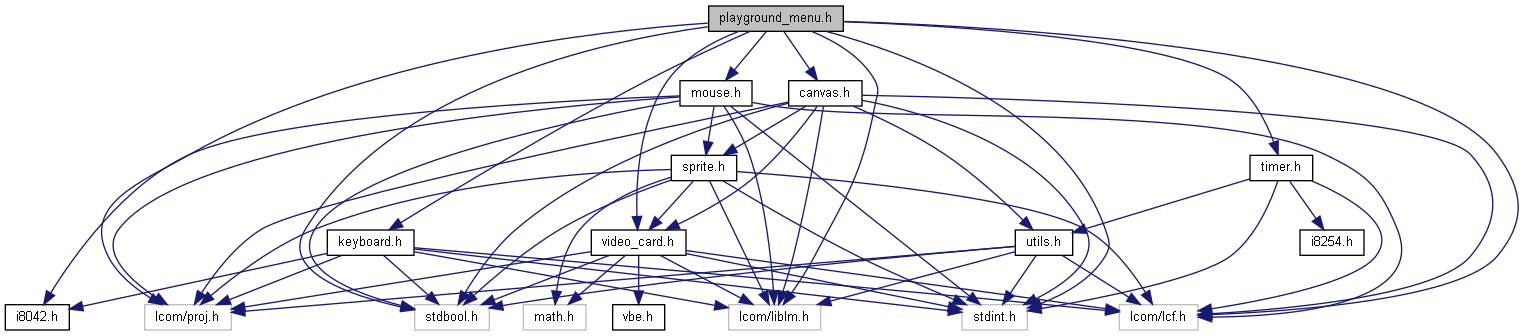 playground_menu.h
mouse.h
canvas.h
sprite.h
timer.h
keyboard.h
video_card.h
utils.h
i8254.h
i8042.h
lcom/proj.h
stdbool.h
math.h
vbe.h
lcom/liblm.h
stdint.h
lcom/lcf.h